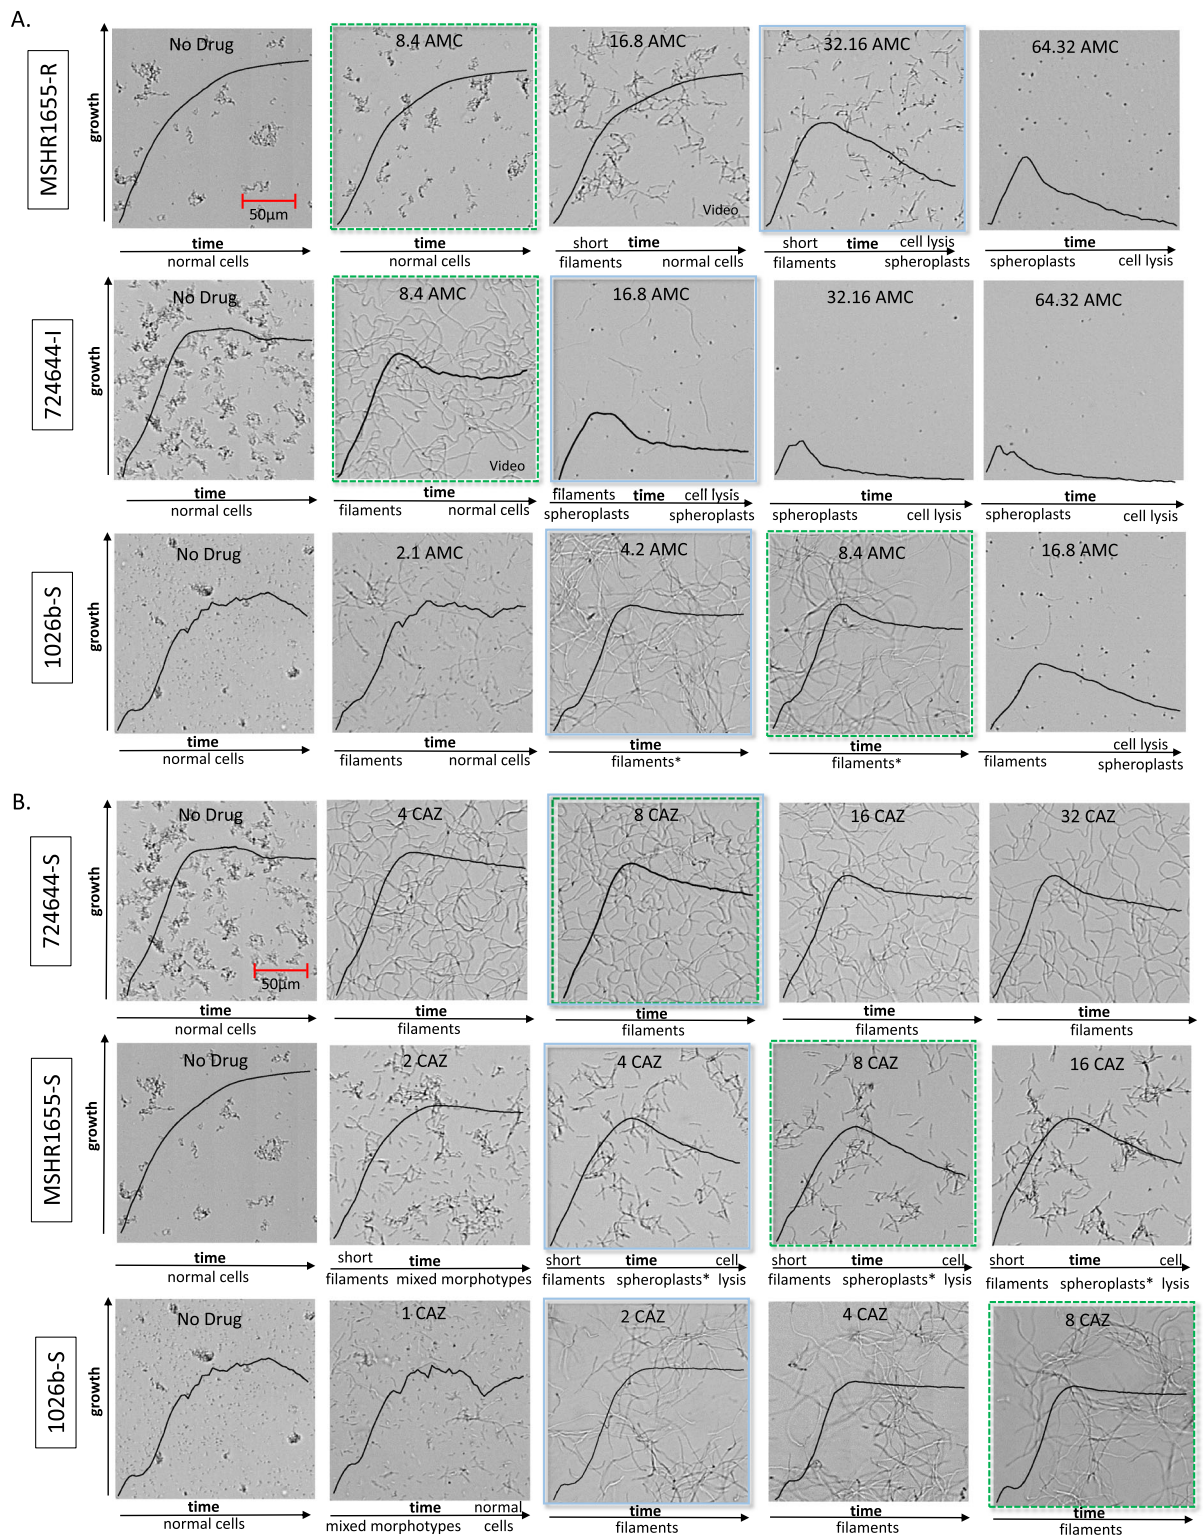 A.
MSHR1655-R
growth
No Drug
50µm
time
normal cells
8.4 AMC
time
normal cells
16.8 AMC
Video
short time
filaments normal cells
32.16 AMC
short time cell lysis
filaments spheroplasts
64.32 AMC
time
spheroplasts cell lysis
724644-I
growth
No Drug
time
normal cells
8.4 AMC
Video
time
filaments normal cells
16.8 AMC
filaments time cell lysis
spheroplasts spheroplasts
32.16 AMC
time
spheroplasts cell lysis
64.32 AMC
time
spheroplasts cell lysis
1026b-S
growth
No Drug
time
normal cells
2.1 AMC
time
filaments normal cells
4.2 AMC
time
filaments*
8.4 AMC
time
filaments*
16.8 AMC
cell lysis
filaments spheroplasts
B.
724644-S
growth
No Drug
50µm
time
normal cells
4 CAZ
time
filaments
8 CAZ
time
filaments
16 CAZ
time
filaments
32 CAZ
time
filaments
MSHR1655-S
growth
No Drug
time
normal cells
2 CAZ
short time
filaments mixed morphotypes
4 CAZ
short time cell
filaments spheroplasts* lysis
8 CAZ
short time cell
filaments spheroplasts* lysis
16 CAZ
short time cell
filaments spheroplasts* lysis
1026b-S
growth
No Drug
time
normal cells
1 CAZ
time normal
mixed morphotypes cells
2 CAZ
time
filaments
4 CAZ
time
filaments
8 CAZ
time
filaments